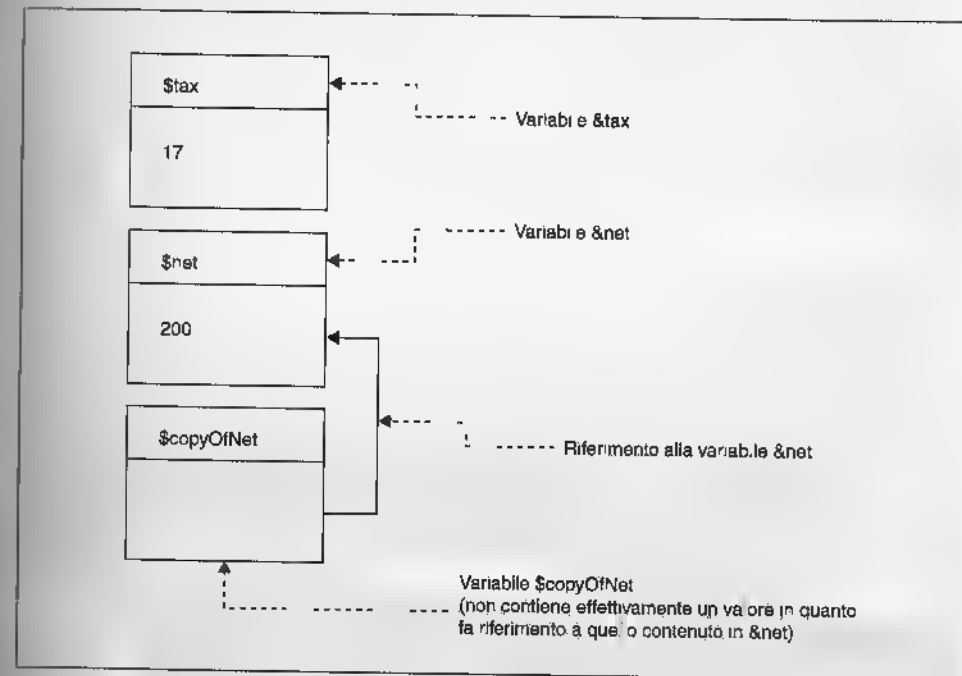 $tax
Variabile &tax
17
Variabile &net
$net
200
$copyOfNet
Riferimento alla variabile &net
Variabile $copyOfNet
(non contiene effettivamente un valore in quanto
fa riferimento a quello contenuto in &net)